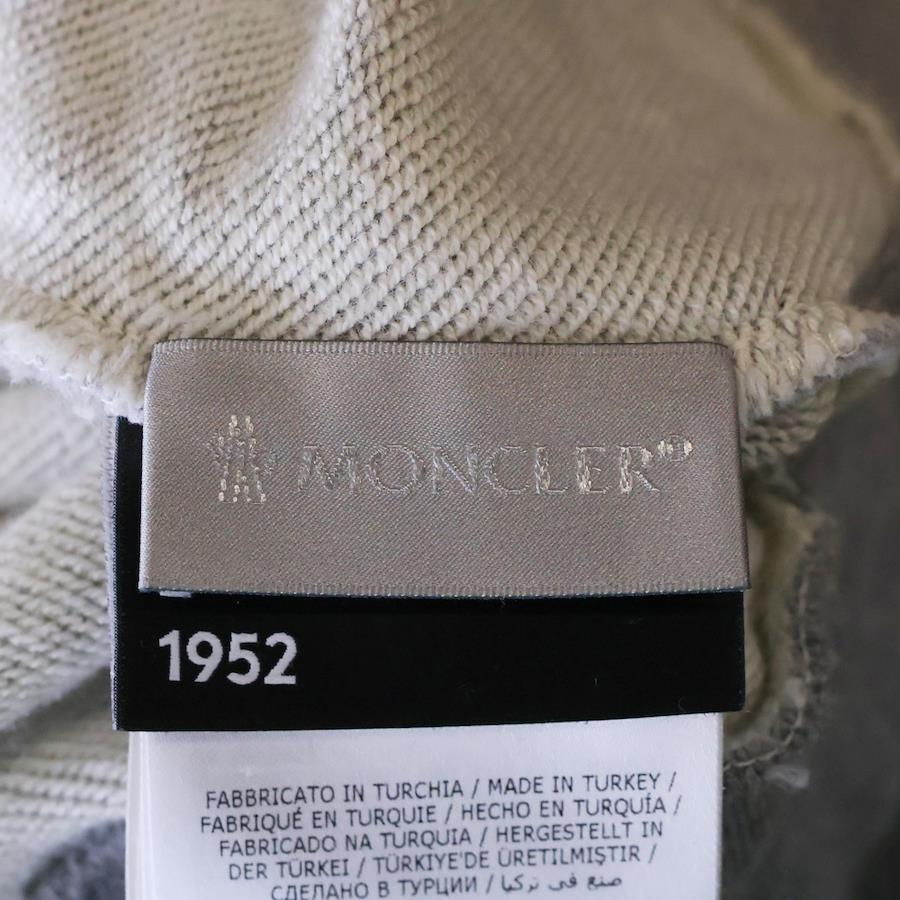 MONCLER
1952
FABBRICATO IN TURCHIA / MADE IN TURKEY /
FABRIQUÉ EN TURQUIE / HECHO EN TURQUÍA /
FABRICADO NA TURQUIA / HERGESTELLT IN
DER TÜRKEI / TÜRKIYE'DE ÜRETILMIŞTIR /
СДЕЛАНО В ТУРЦИИ / صنع في تركيا